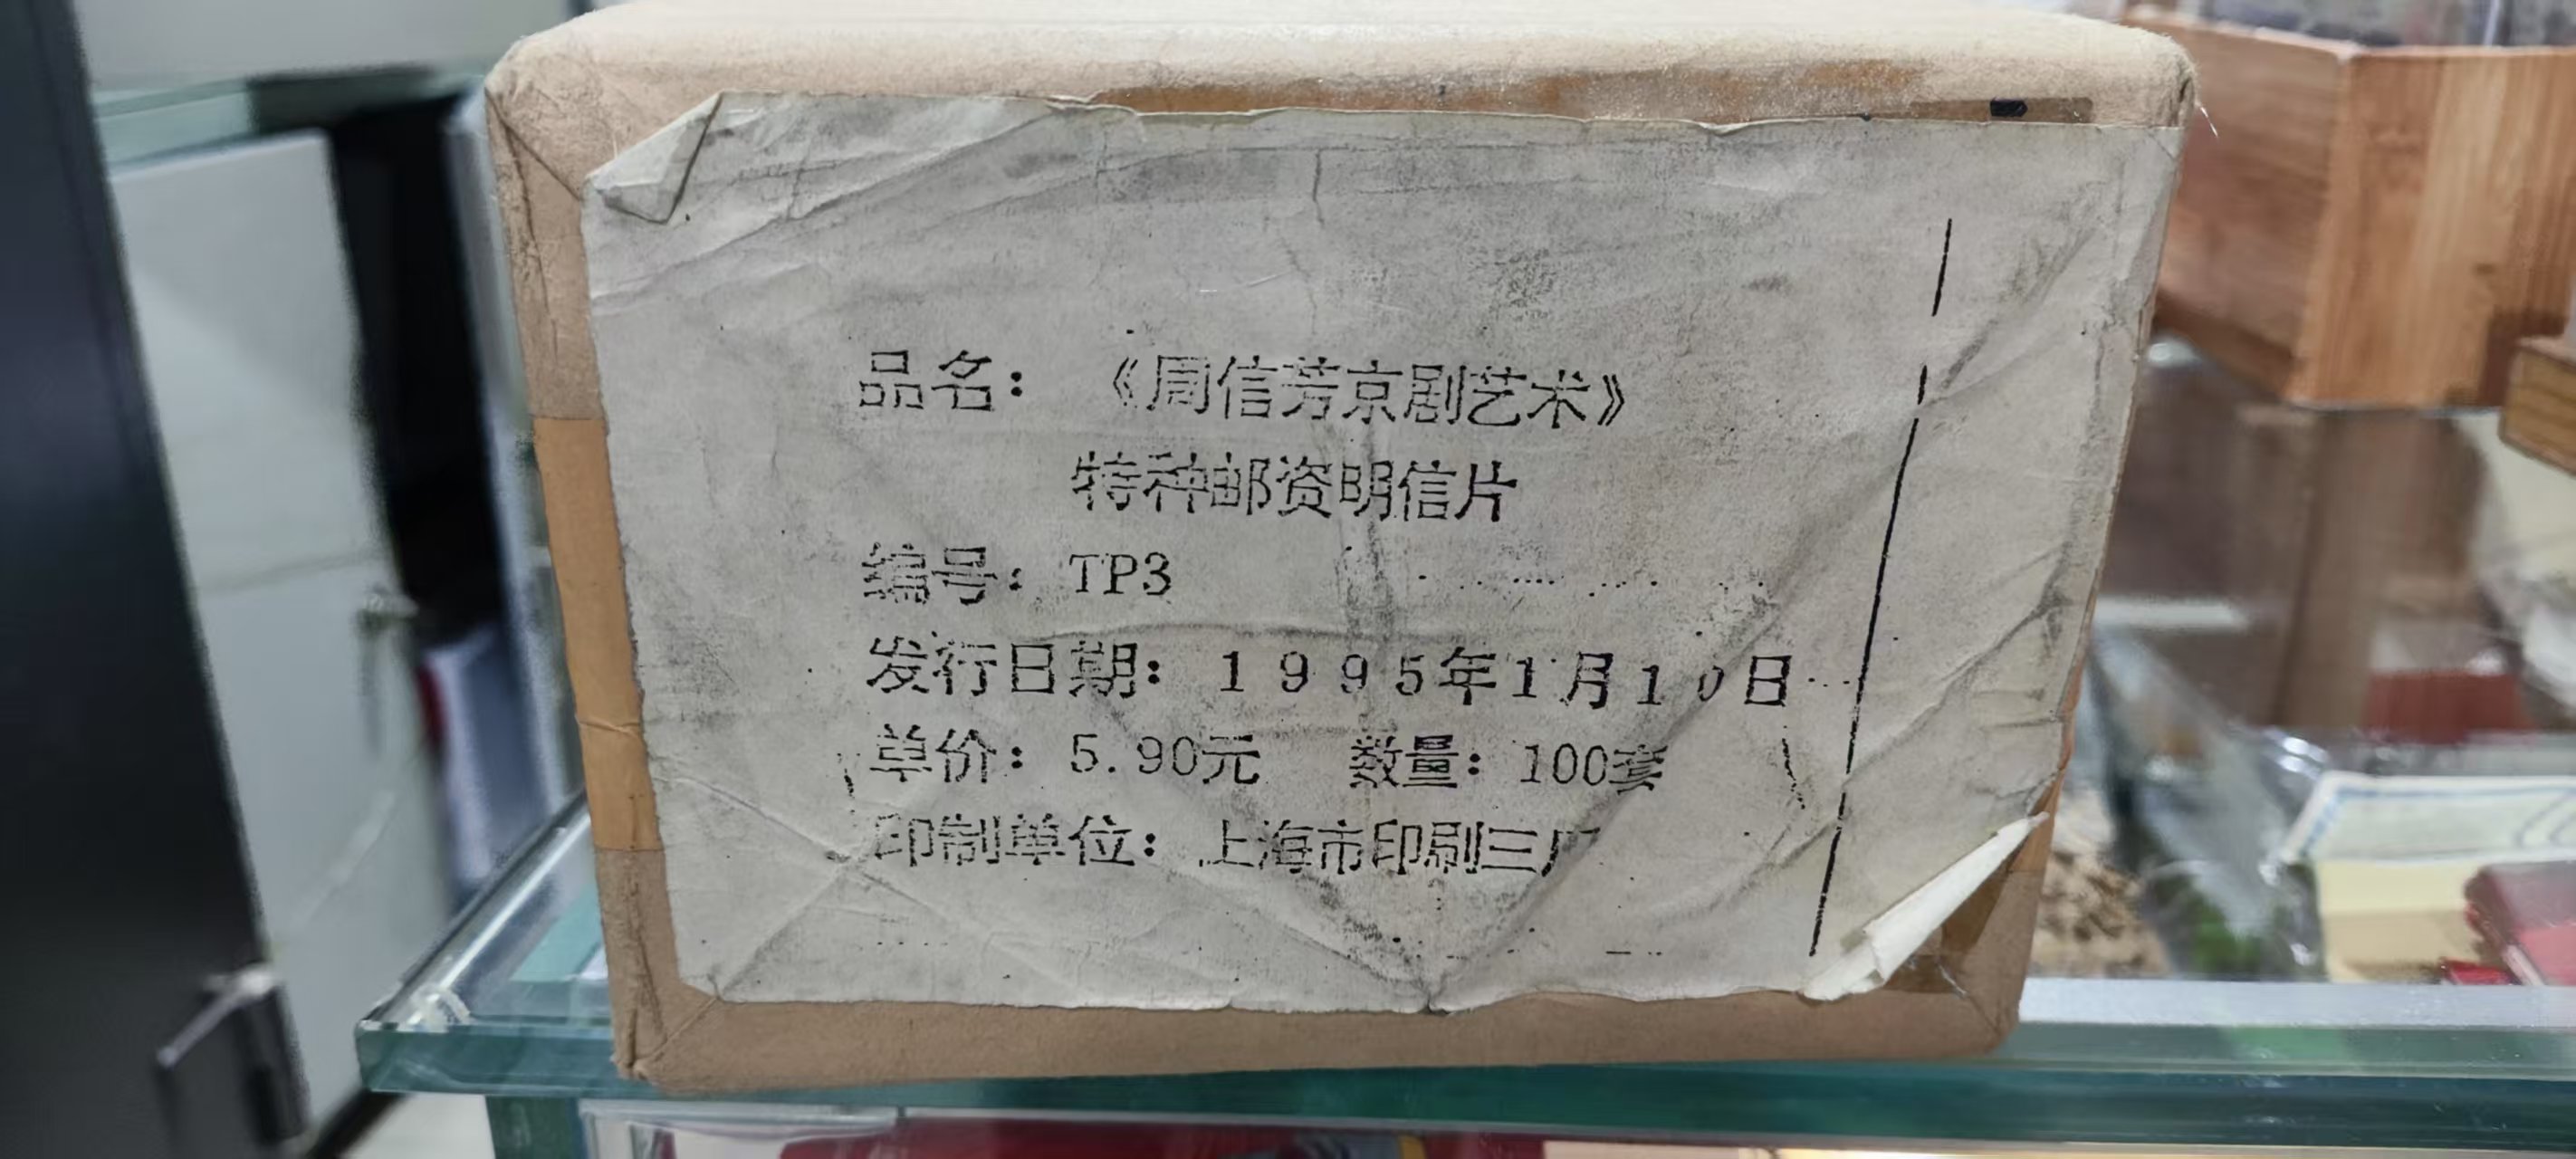 品名：《周信芳京剧艺术》
特种邮资明信片
编号：TP3
发行日期：1995年1月10日
单价：5.90元 数量：100套
印制单位：上海市印刷三厂